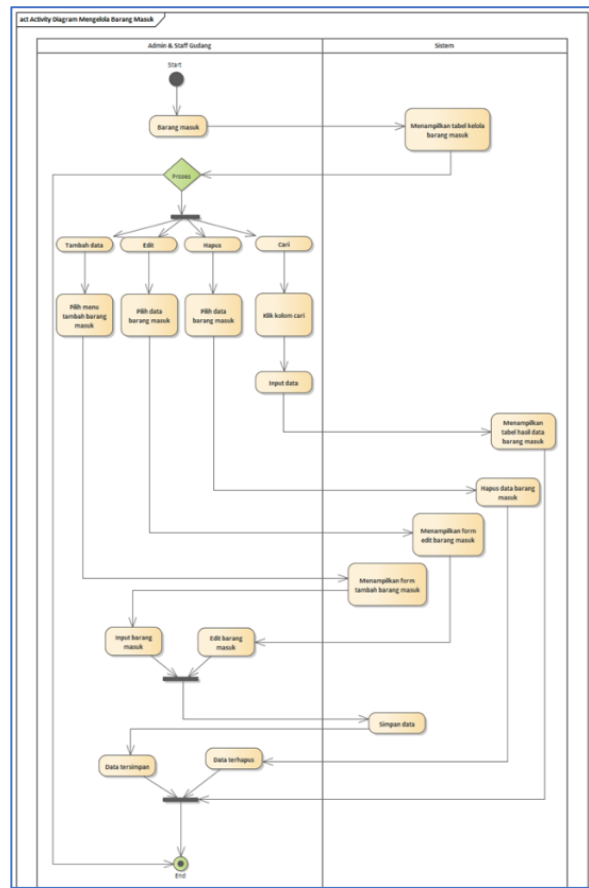 act Activity Diagram Mengelola Barang Masuk
Admin & Staff Gudang
Sistem
Start
Barang masuk
Menampilkan tabel kelola
barang masuk
Proses
Tambah data
Edit
Hapus
Cari
Pilih menu
tambah barang
masuk
Pilih data
barang masuk
Pilih data
barang masuk
Klik kolom cari
Input data
Menampilkan
tabel hasil data
barang masuk
Hapus data barang
masuk
Menampilkan form
edit barang masuk
Menampilkan form
tambah barang masuk
Input barang
masuk
Edit barang
masuk
Simpan data
Data tersimpan
Data terhapus
End